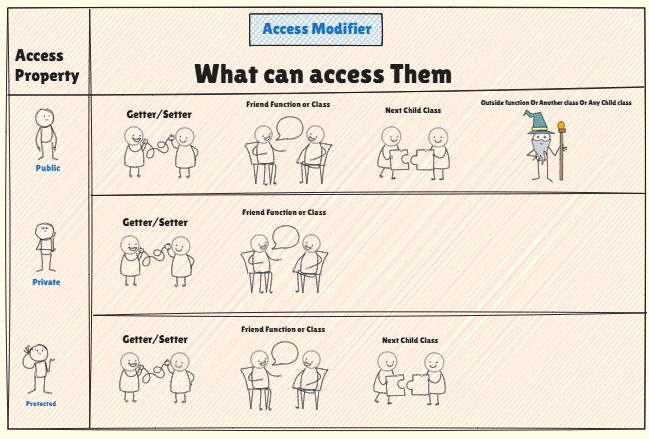 Access Modifier
Access
Property
What can access Them
Getter/Setter
Friend Function or Class
Next Child Class
Outside function Or Another class Or Any Child class
Public
Getter/Setter
Friend Function or Class
Private
Getter/Setter
Friend Function or Class
Next Child Class
Protected